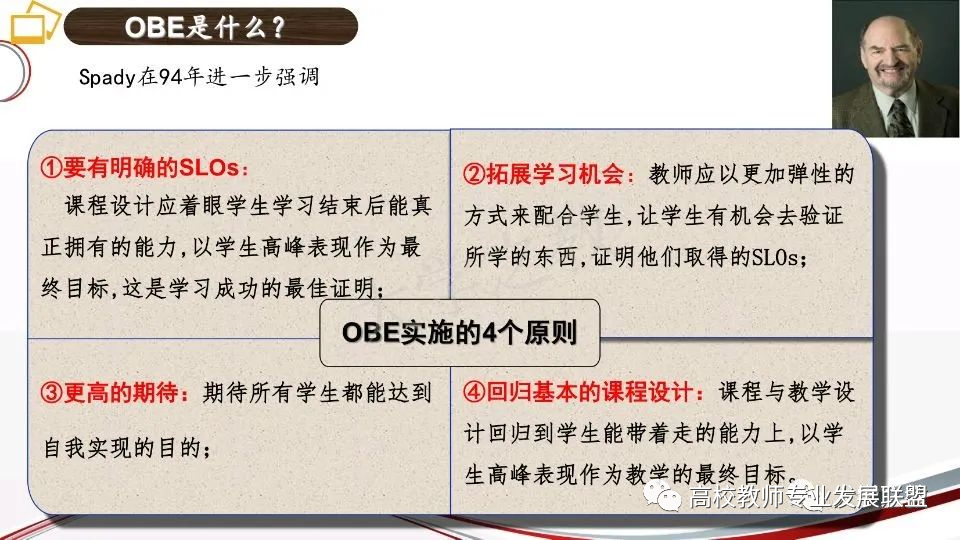 OBE是什么？
Spady在94年进一步强调
①要有明确的SLOs：
课程设计应着眼学生学习结束后能真
正拥有的能力,以学生高峰表现作为最
终目标,这是学习成功的最佳证明；
②拓展学习机会：教师应以更加弹性的
方式来配合学生,让学生有机会去验证
所学的东西,证明他们取得的SLOs；
OBE实施的4个原则
③更高的期待：期待所有学生都能达到
自我实现的目的；
④回归基本的课程设计：课程与教学设
计回归到学生能带着走的能力上,以学
生高峰表现作为教学的最终目标。
高校教师专业发展联盟